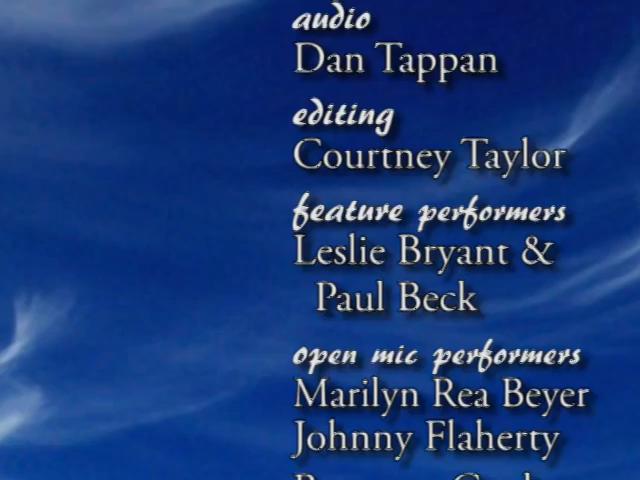 audio
Dan Tappan
editing
Courtney Taylor
feature performers
Leslie Bryant &
Paul Beck
open mic performers
Marilyn Rea Beyer
Johnny Flaherty